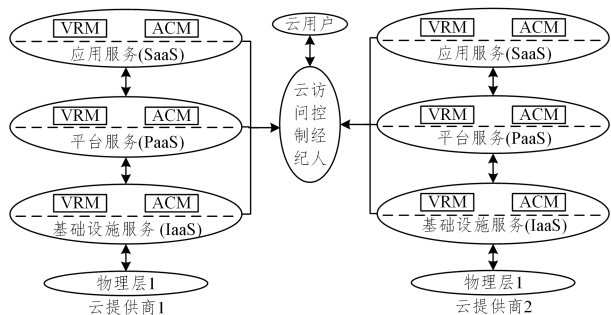 VRM ACM
应用服务(SaaS)
VRM ACM
平台服务(PaaS)
VRM ACM
基础设施服务(IaaS)
物理层1
云提供商1
云用户
云访
问控
制经
纪人
VRM ACM
应用服务(SaaS)
VRM ACM
平台服务(PaaS)
VRM ACM
基础设施服务(IaaS)
物理层1
云提供商2